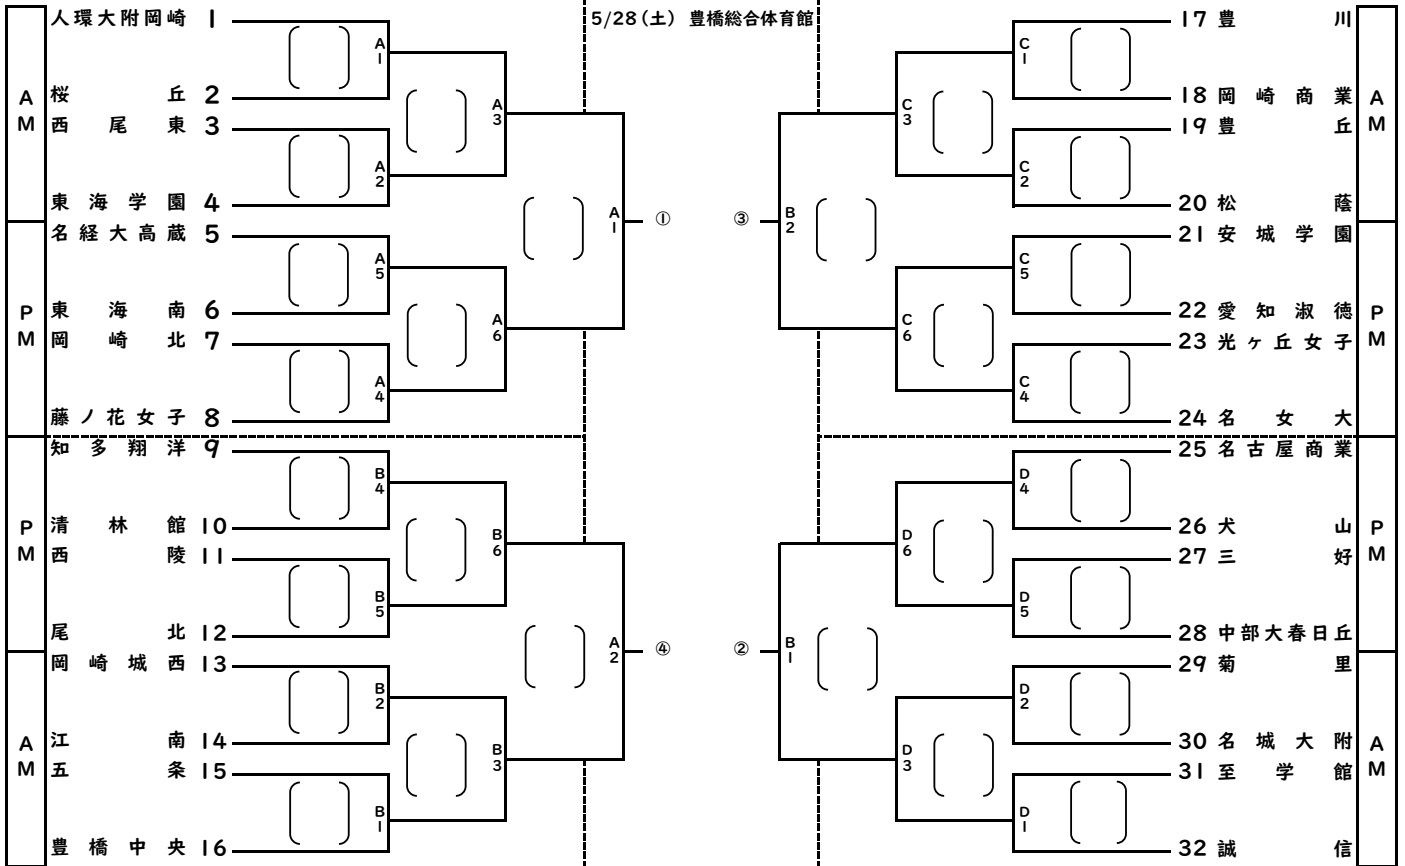 5/28(土) 豊橋総合体育館
AM
人環大附岡崎 1
A1
桜丘 2
A3
西尾東 3
A2
東海学園 4
A1 ①
PM
名経大高蔵 5
A5
東海南 6
A6
岡崎北 7
A4
藤ノ花女子 8
PM
知多翔洋 9
B4
清林館 10
B6
西陵 11
B5
尾北 12
A2 ④
AM
岡崎城西 13
B2
江南 14
B3
五条 15
B1
豊橋中央 16
AM
17 豊川
C1
18 岡崎商業
C3
19 豊丘
C2
20 松蔭
③ B2
PM
21 安城学園
C5
22 愛知淑徳
C6
23 光ヶ丘女子
C4
24 名女大
PM
25 名古屋商業
D4
26 犬山
D6
27 三好
D5
28 中部大春日丘
② B1
AM
29 菊里
D2
30 名城大附
D3
31 至学館
D1
32 誠信